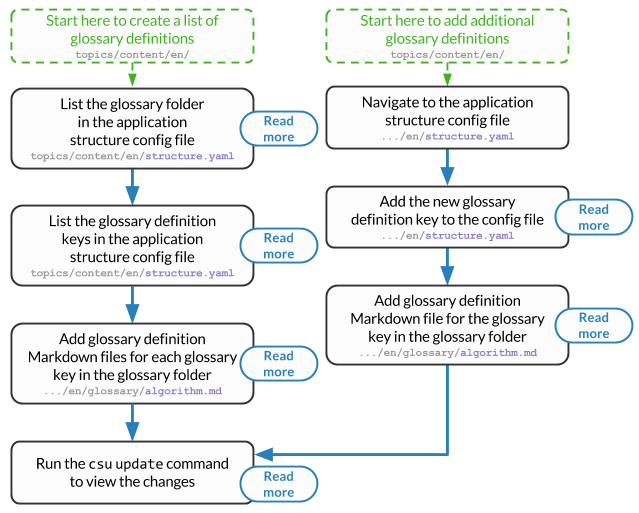 Start here to create a list of
glossary definitions
topics/content/en/
List the glossary folder
in the application
structure config file
topics/content/en/structure.yaml
Read
more
List the glossary definition
keys in the application
structure config file
topics/content/en/structure.yaml
Read
more
Add glossary definition
Markdown files for each glossary
key in the glossary folder
.../en/glossary/algorithm.md
Read
more
Run the csu update command
to view the changes
Read
more
Start here to add additional
glossary definitions
topics/content/en/
Navigate to the application
structure config file
.../en/structure.yaml
Add the new glossary
definition key to the config file
.../en/structure.yaml
Read
more
Add glossary definition
Markdown file for the glossary
key in the glossary folder
.../en/glossary/algorithm.md
Read
more